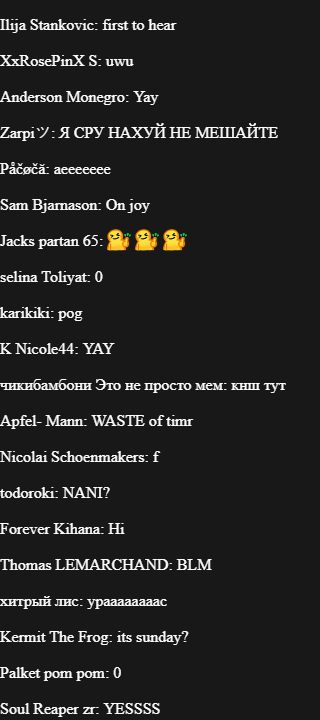 Ilija Stankovic: first to hear
XxRosePinX S: uwu
Anderson Monegro: Yay
Zarpiツ: Я СРУ НАХУЙ НЕ МЕШАЙТЕ
Påčøčă: aeeeeeee
Sam Bjarnason: On joy
Jacks partan 65:
selina Toliyat: 0
karikiki: pog
K Nicole44: YAY
чикибамбони Это не просто мем: кнш тут
Apfel- Mann: WASTE of timr
Nicolai Schoenmakers: f
todoroki: NANI?
Forever Kihana: Hi
Thomas LEMARCHAND: BLM
хитрый лис: урааааааааас
Kermit The Frog: its sunday?
Palket pom pom: 0
Soul Reaper zr: YESSSS